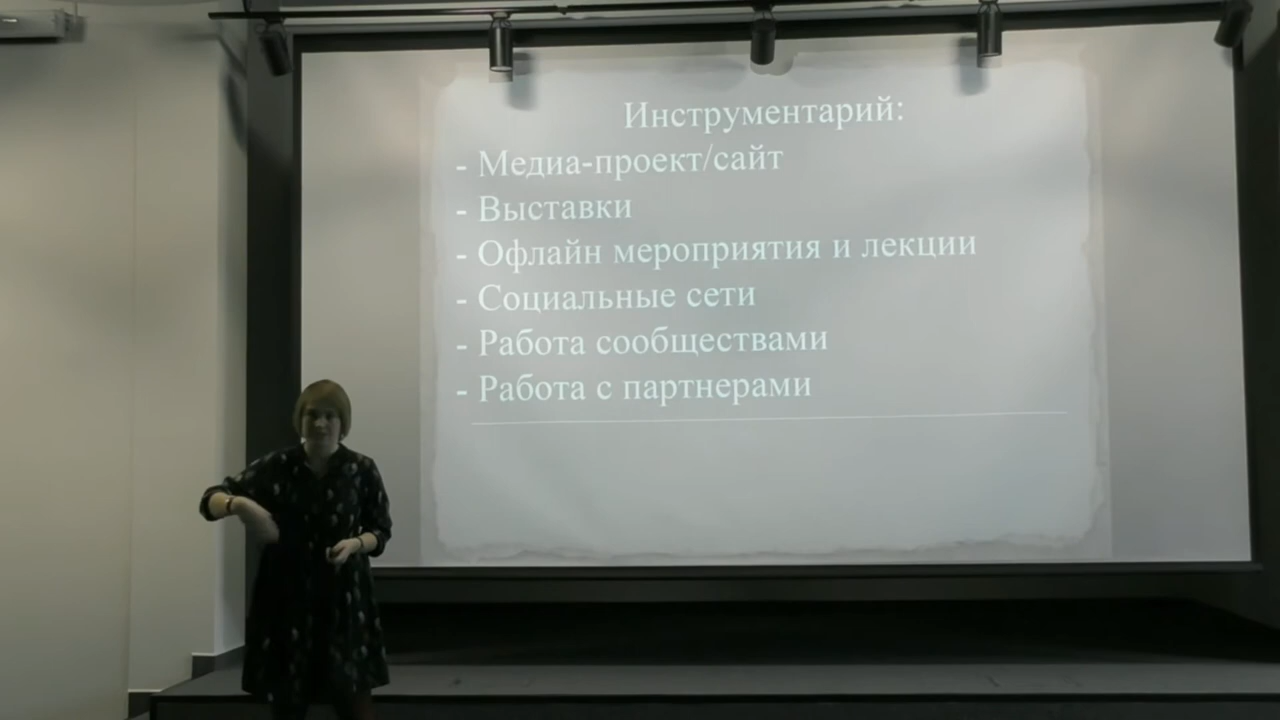 Инструментарий:
- Медиа-проект/сайт
- Выставки
- Офлайн мероприятия и лекции
- Социальные сети
- Работа сообществами
- Работа с партнерами